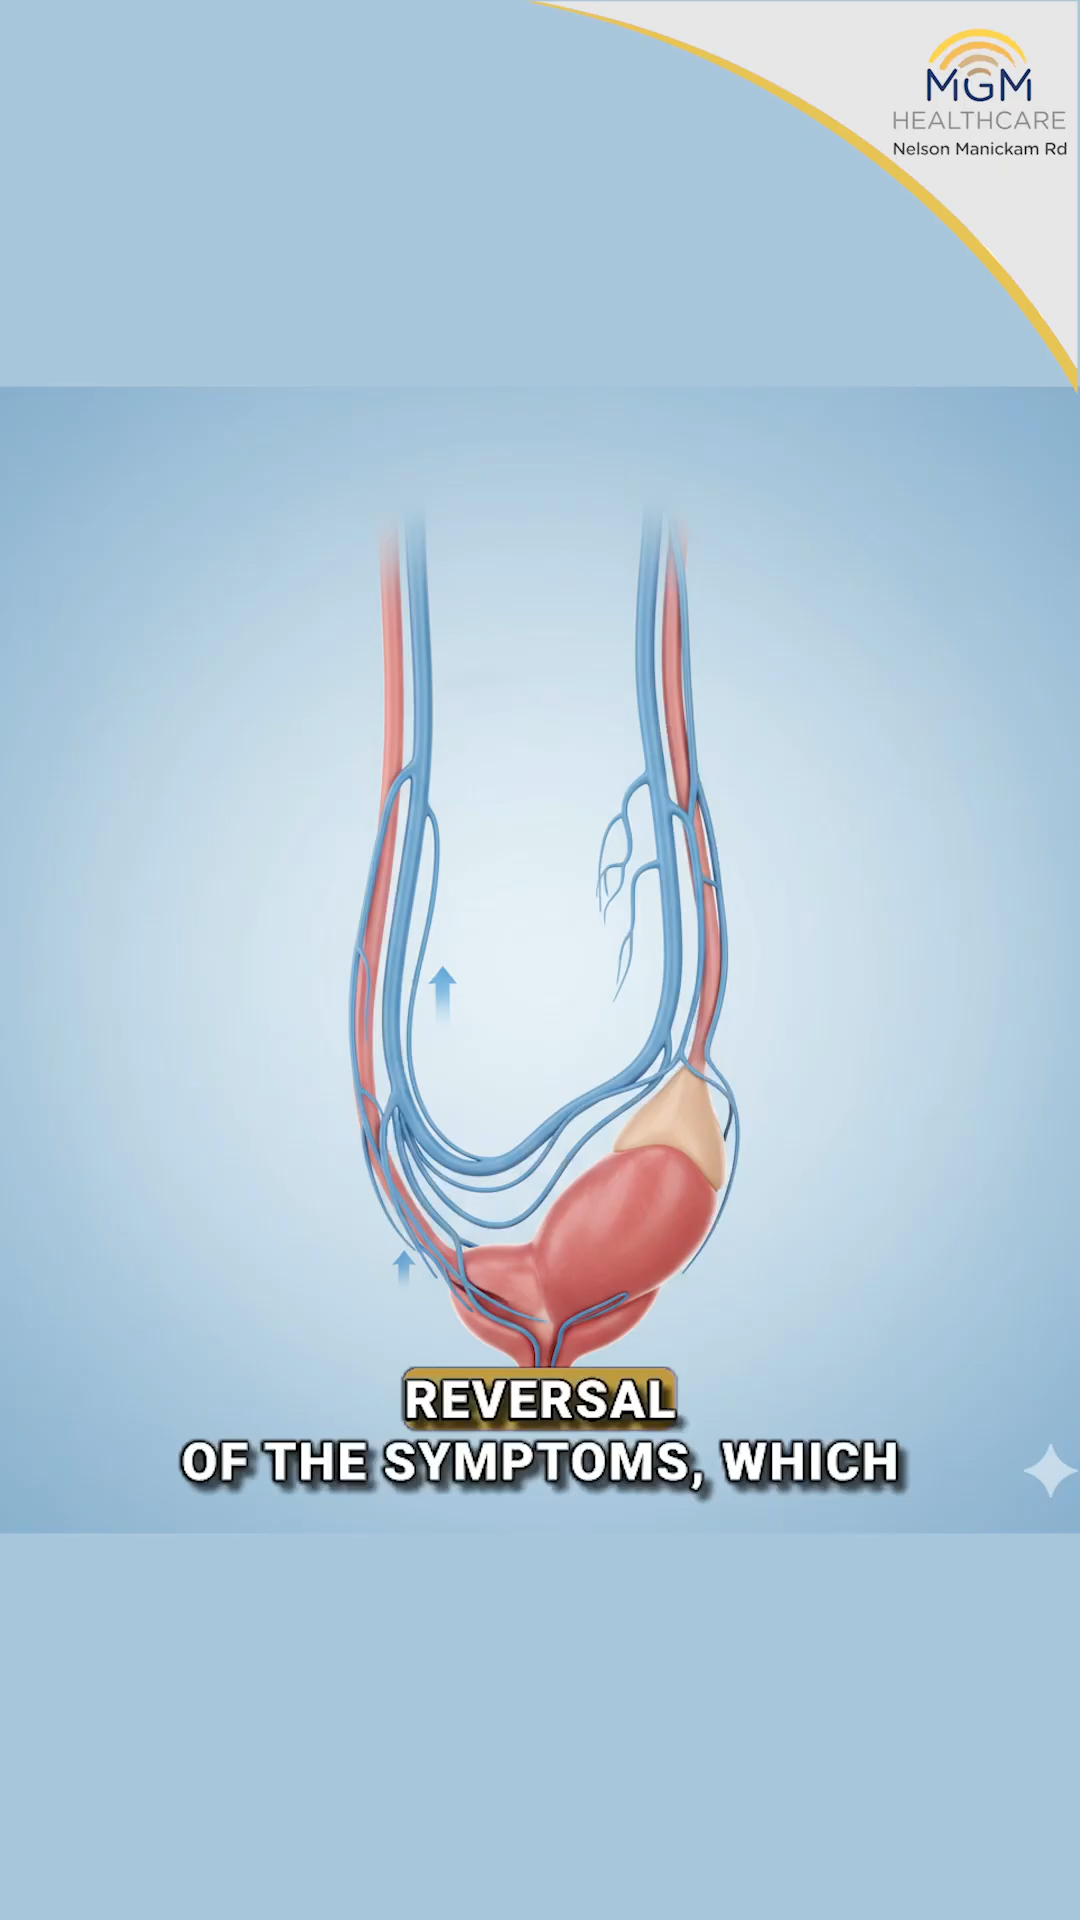 MGM
HEALTHCARE
Nelson Manickam Rd
REVERSAL
OF THE SYMPTOMS, WHICH